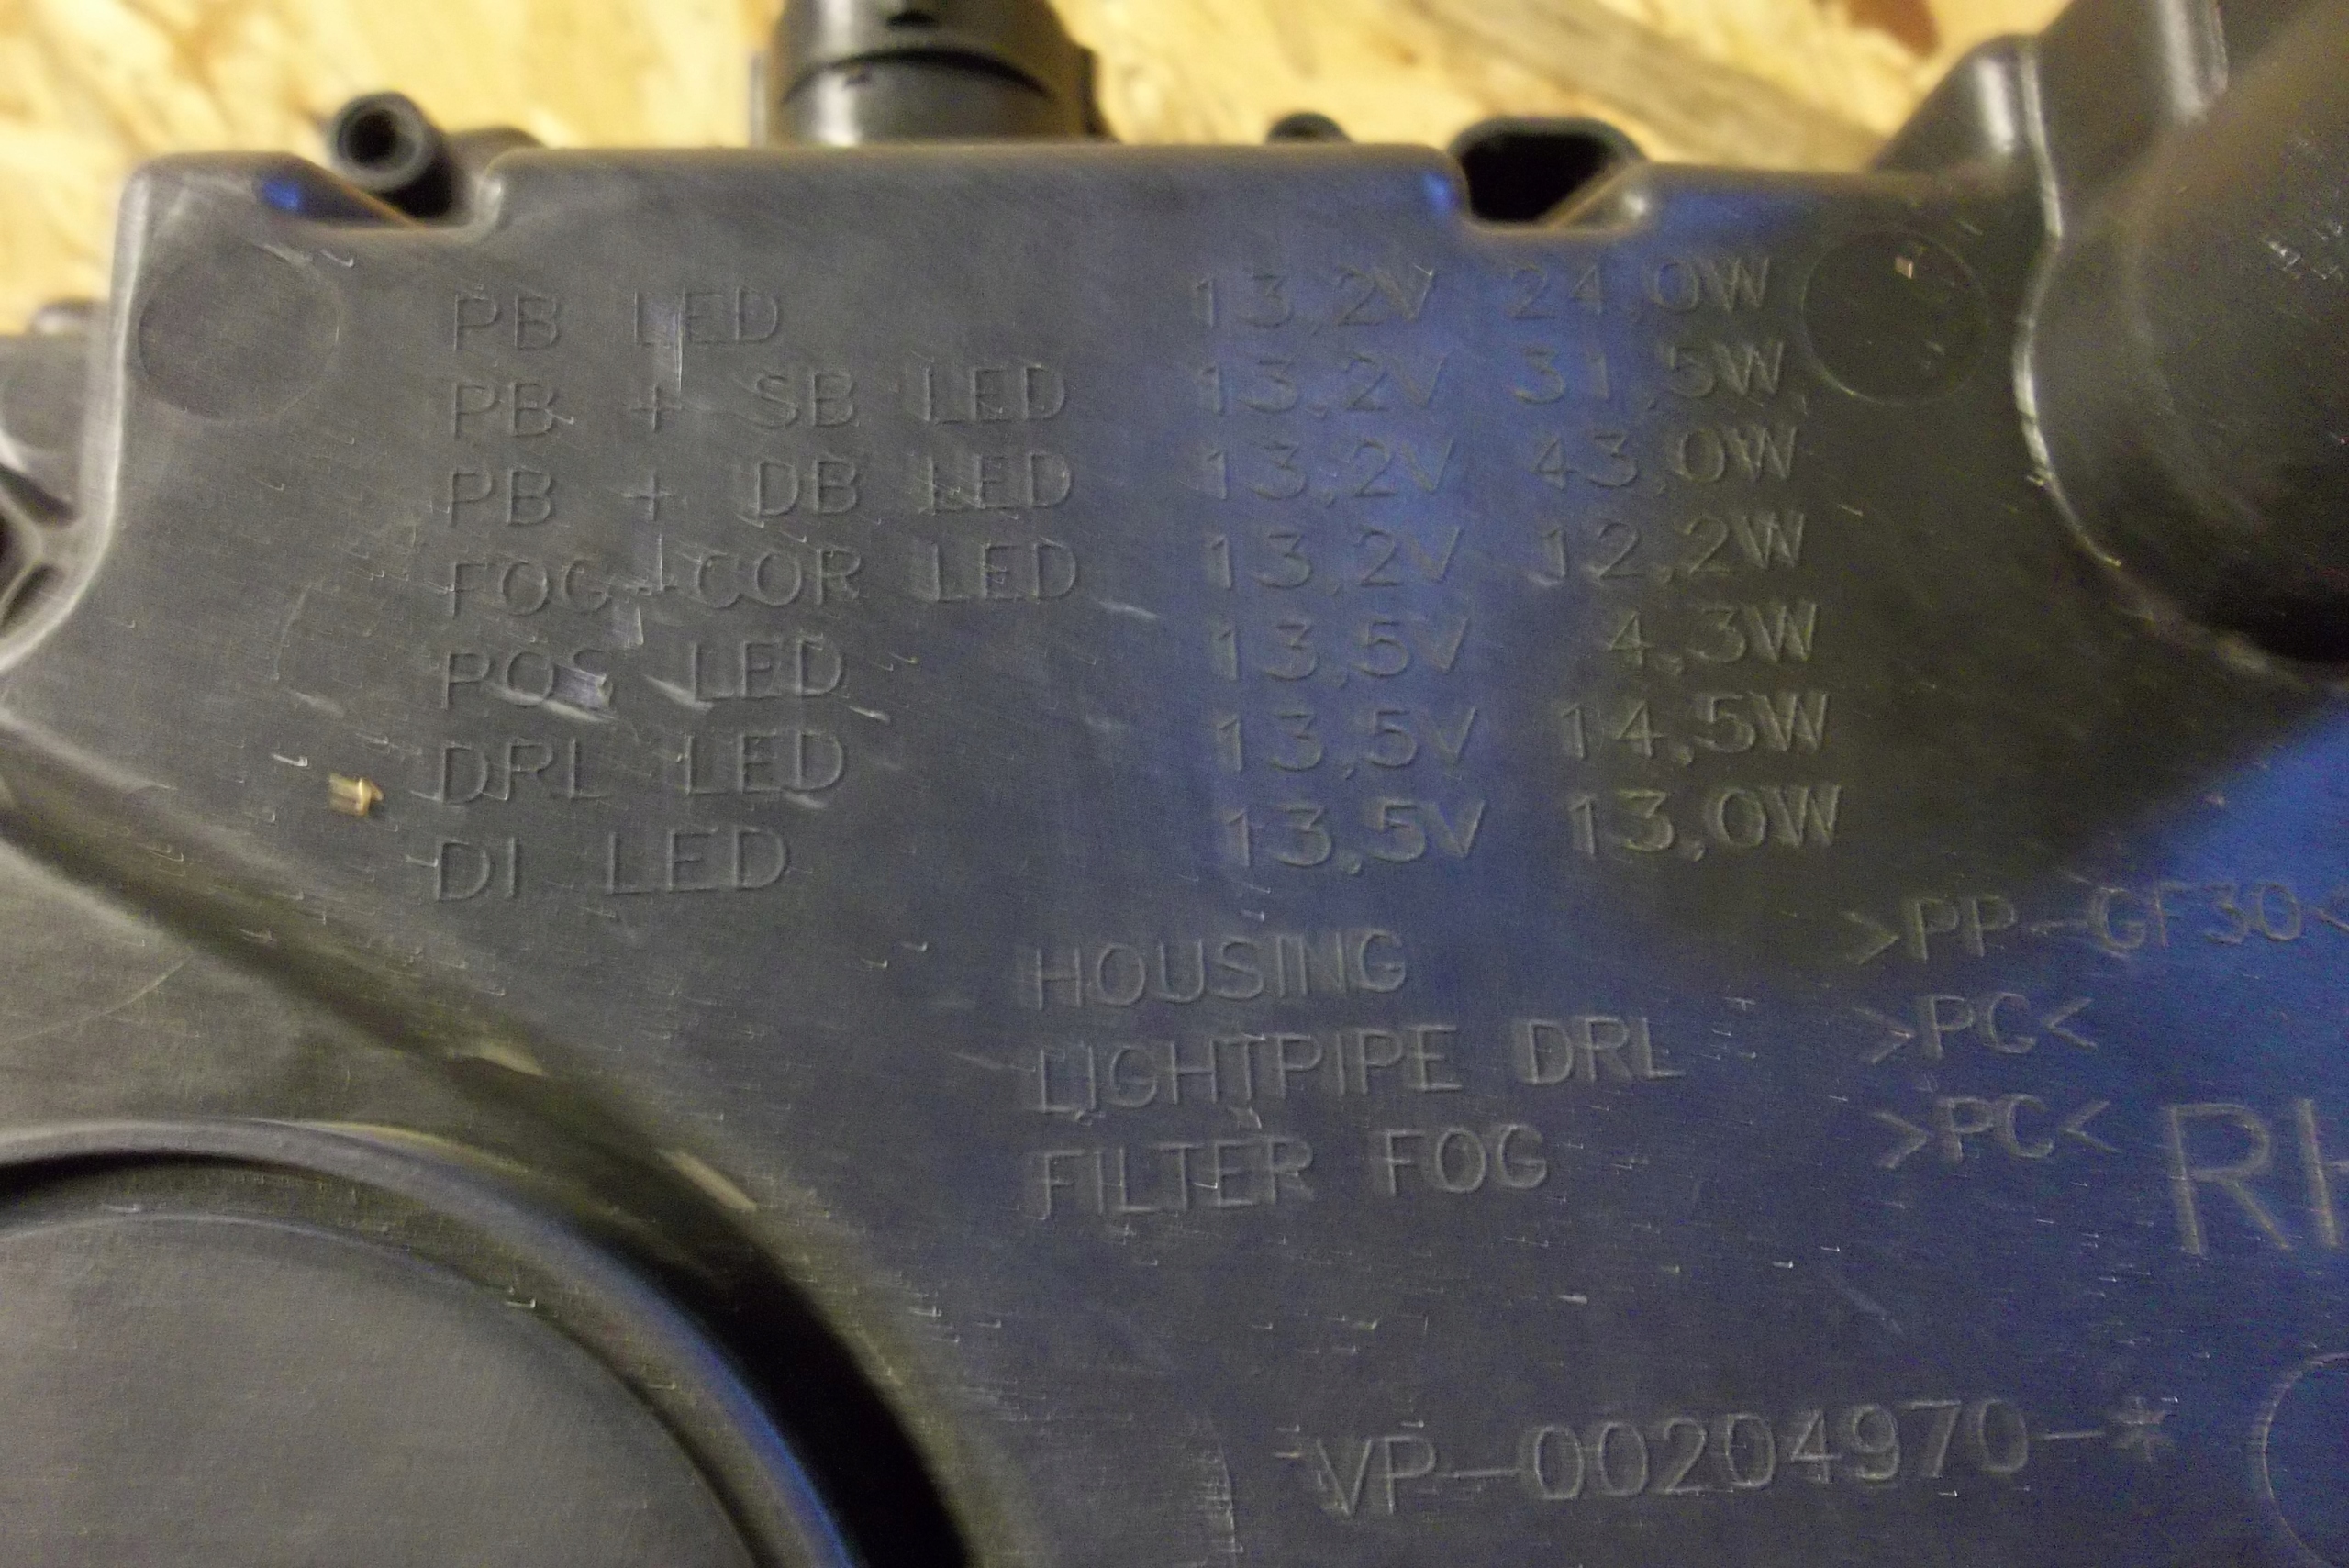 PB LED 13,2V 24,0W
PB + SB LED 13,2V 31,5W
PB + DB LED 13,2V 43,0W
FOG+COR LED 13,2V 12,2W
POS LED 13,5V 4,3W
DRL LED 13,5V 14,5W
DI LED 13,5V 13,0W
HOUSING >PP-GF30<
LIGHTPIPE DRL >PC<
FILTER FOG >PC<
VP-00204970-*